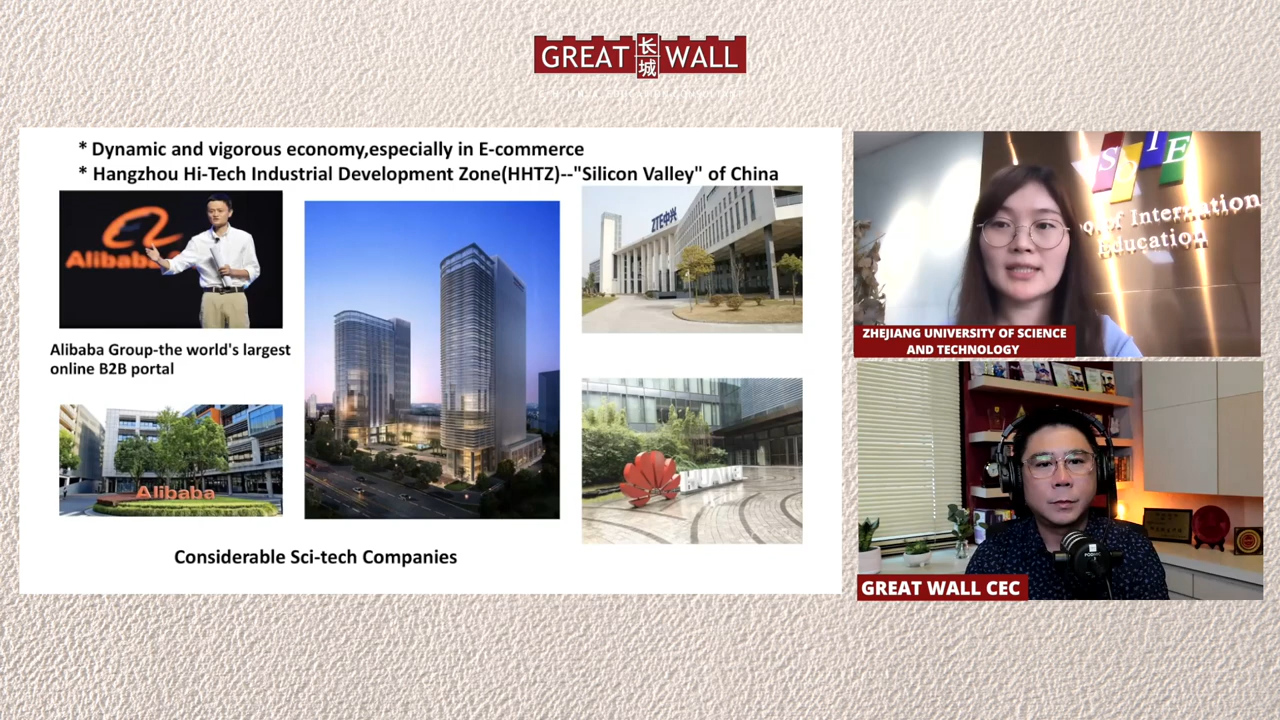 GREAT 长城 WALL
* Dynamic and vigorous economy,especially in E-commerce
* Hangzhou Hi-Tech Industrial Development Zone(HHTZ)--"Silicon Valley" of China
Alibaba
ZTE中兴
Alibaba Group-the world's largest
online B2B portal
Alibaba
HUAWEI
Considerable Sci-tech Companies
of Internation
Education
ZHEJIANG UNIVERSITY OF SCIENCE
AND TECHNOLOGY
GREAT WALL CEC